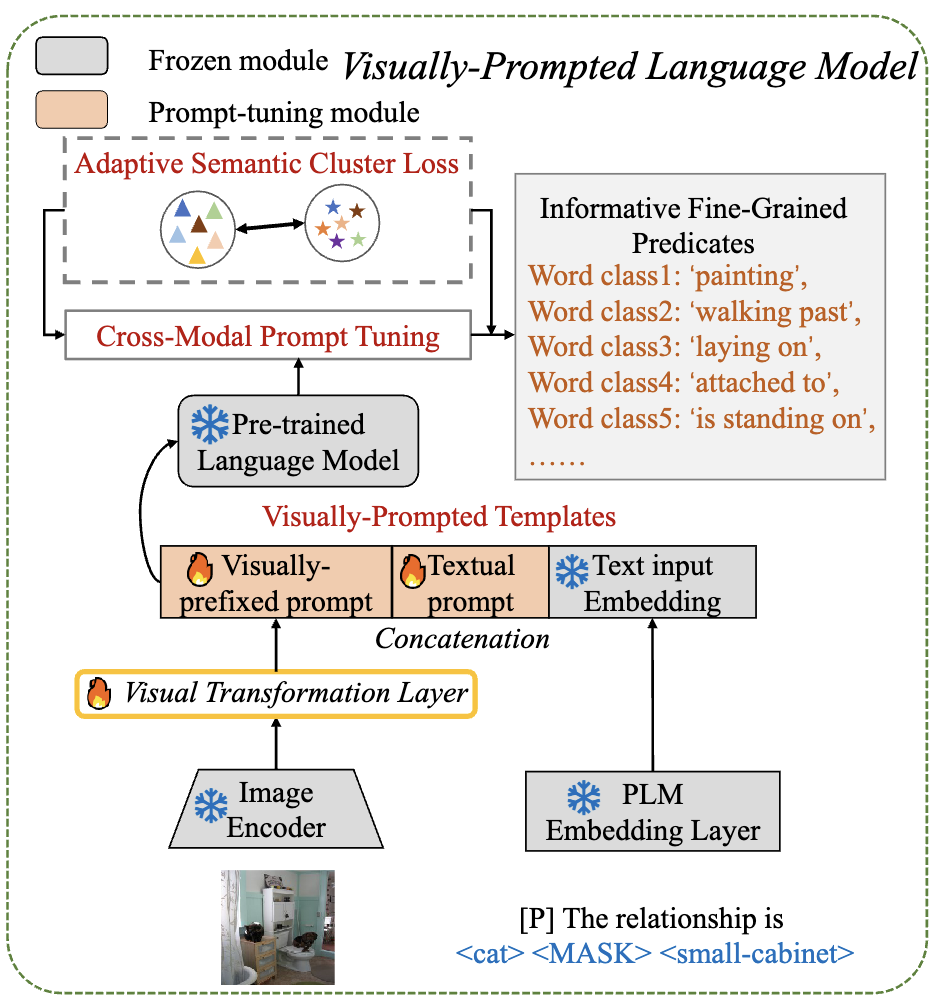 Frozen module
Visually-Prompted Language Model
Prompt-tuning module
Adaptive Semantic Cluster Loss
Cross-Modal Prompt Tuning
Informative Fine-Grained
Predicates
Word class1: ‘painting’,
Word class2: ‘walking past’,
Word class3: ‘laying on’,
Word class4: ‘attached to’,
Word class5: ‘is standing on’,
……
Pre-trained
Language Model
Visually-Prompted Templates
Visually-
prefixed prompt
Textual
prompt
Text input
Embedding
Concatenation
Visual Transformation Layer
Image
Encoder
PLM
Embedding Layer
[P] The relationship is
<cat> <MASK> <small-cabinet>